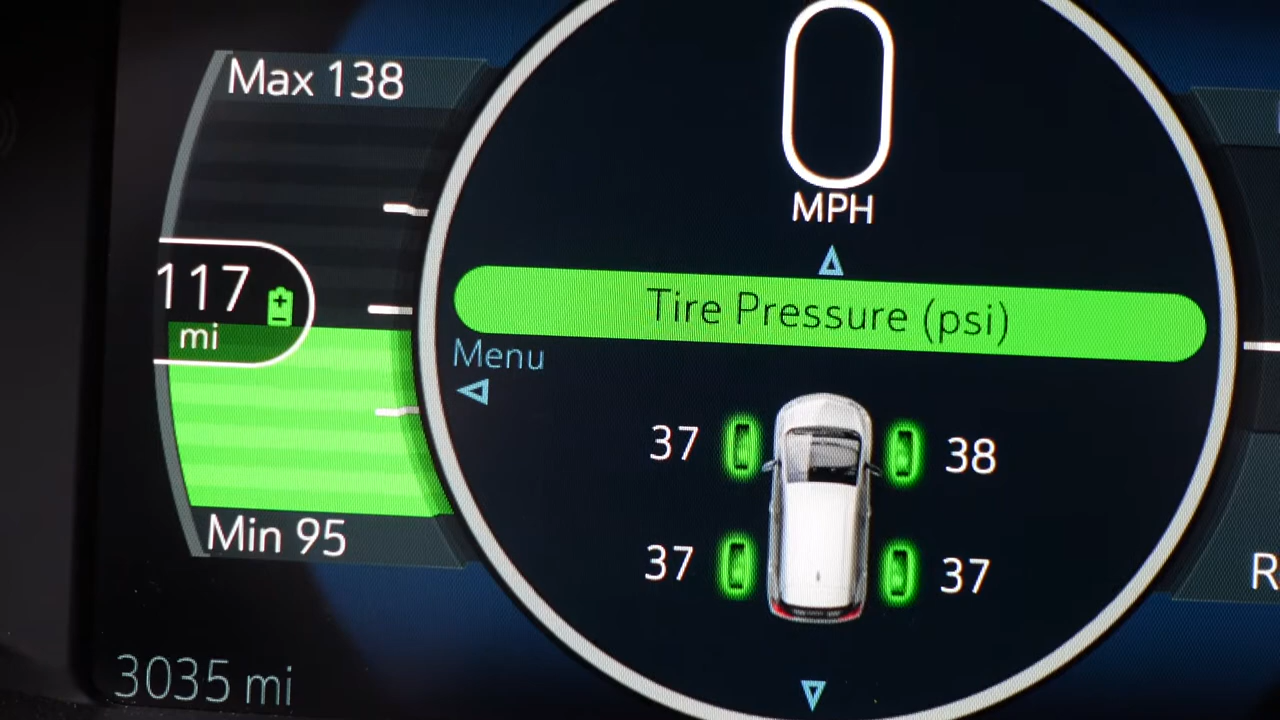 Max 138
117
mi
Min 95
3035 mi
0
MPH
Tire Pressure (psi)
Menu
37 38
37 37
R